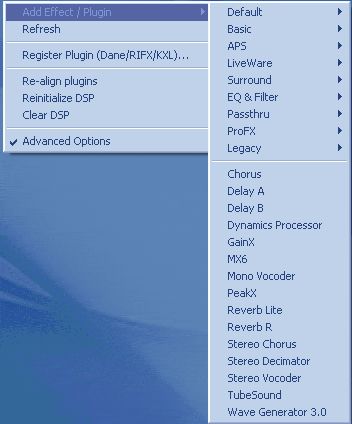 Add Effect / Plugin
Refresh
Register Plugin (Dane/RIFX/KXL)...
Re-align plugins
Reinitialize DSP
Clear DSP
Advanced Options
Default
Basic
APS
LiveWare
Surround
EQ & Filter
Passthru
ProFX
Legacy
Chorus
Delay A
Delay B
Dynamics Processor
GainX
MX6
Mono Vocoder
PeakX
Reverb Lite
Reverb R
Stereo Chorus
Stereo Decimator
Stereo Vocoder
TubeSound
Wave Generator 3.0